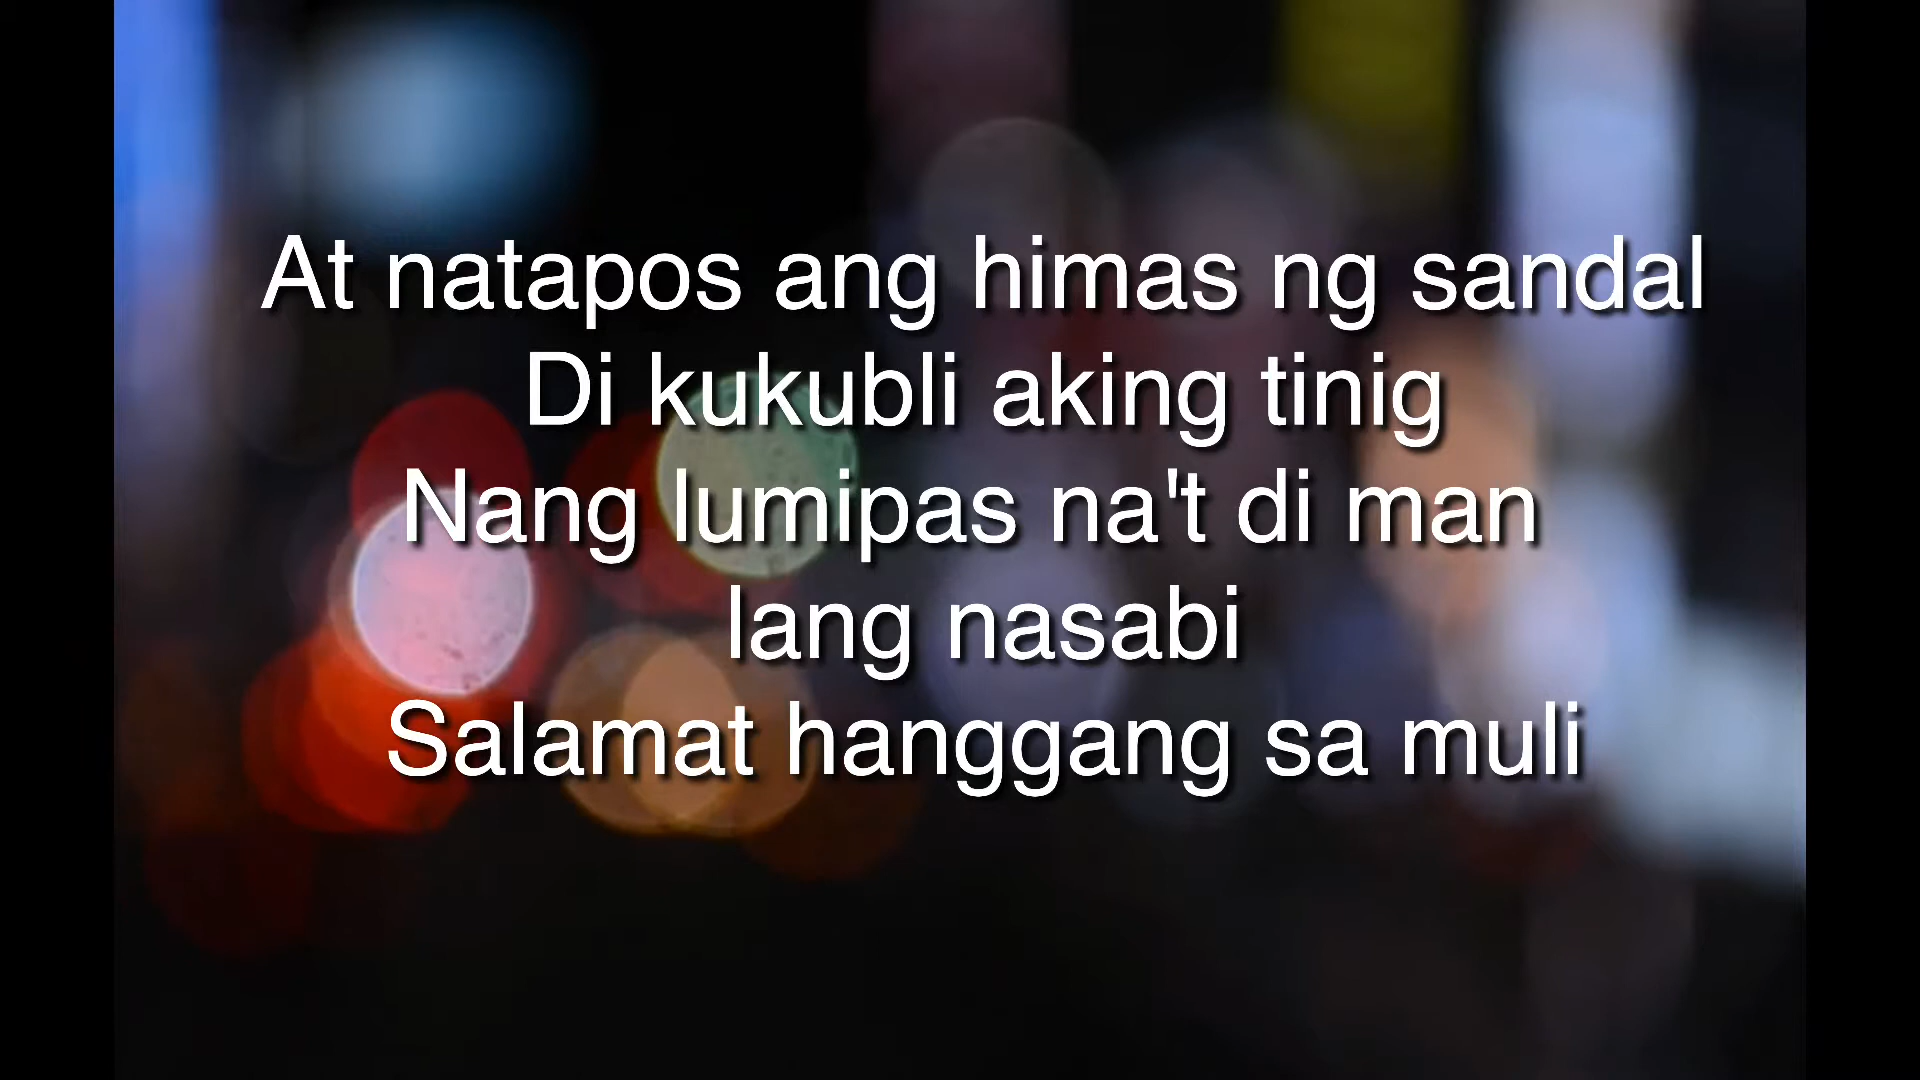 At natapos ang himas ng sandal
Di kukubli aking tinig
Nang lumipas na't di man
lang nasabi
Salamat hanggang sa muli